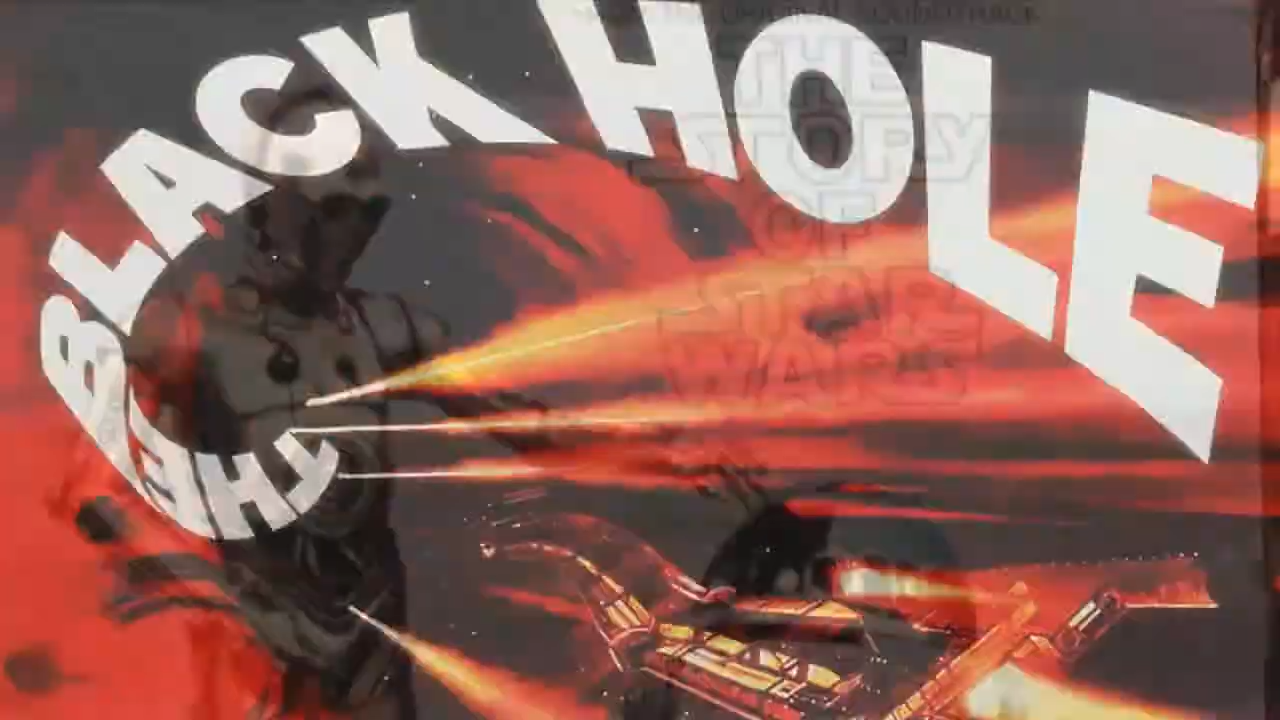 THE BLACK HOLE
THE
STORY
OF
STAR
WARS